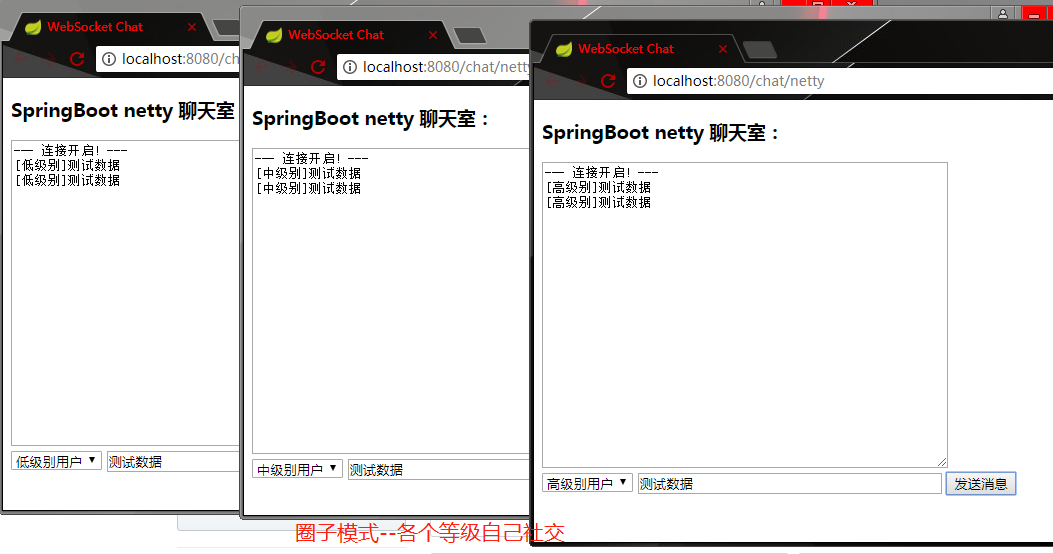 WebSocket Chat
localhost:8080/ch
SpringBoot netty 聊天室
--- 连接开启! ---
[低级别]测试数据
[低级别]测试数据
低级别用户
测试数据
WebSocket Chat
localhost:8080/chat/netty
SpringBoot netty 聊天室：
--- 连接开启! ---
[中级别]测试数据
[中级别]测试数据
中级别用户
测试数据
WebSocket Chat
localhost:8080/chat/netty
SpringBoot netty 聊天室：
--- 连接开启! ---
[高级别]测试数据
[高级别]测试数据
高级别用户
测试数据
发送消息
圈子模式--各个等级自己社交